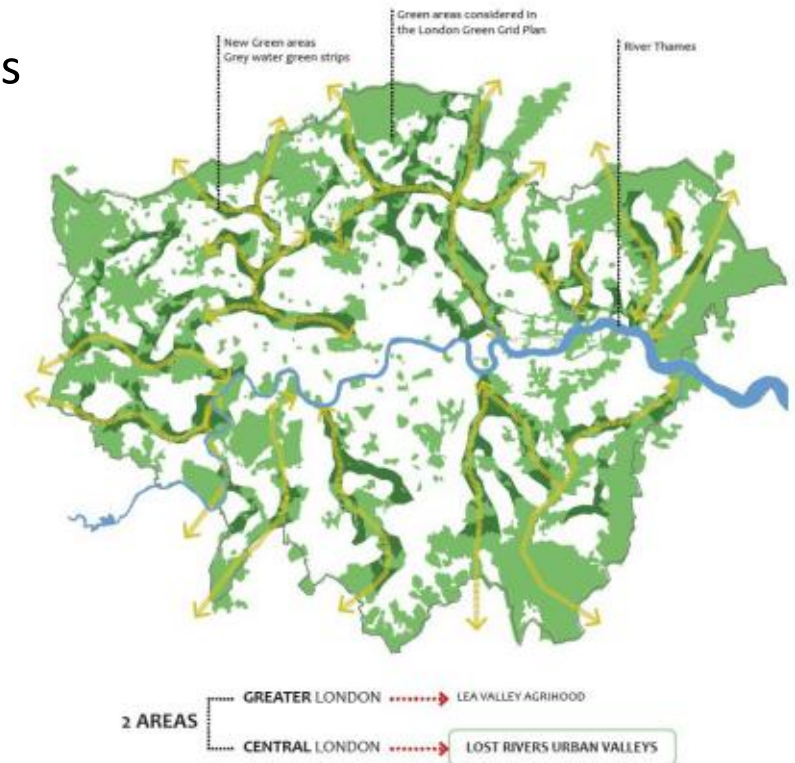 s
New Green areas
Grey water green strips
Green areas considered in
the London Green Grid Plan
River Thames
2 AREAS
GREATER LONDON
LEA VALLEY AGRIHOOD
CENTRAL LONDON
LOST RIVERS URBAN VALLEYS